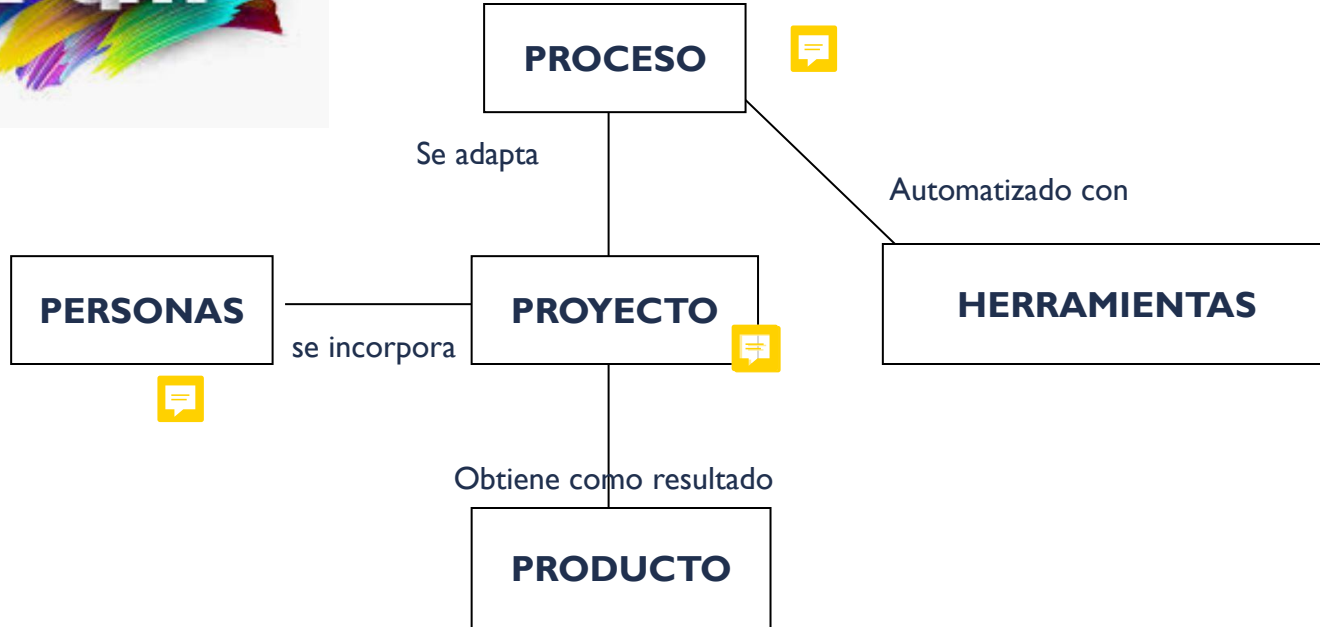 PROCESO
Se adapta
Automatizado con
PERSONAS
se incorpora
PROYECTO
HERRAMIENTAS
Obtiene como resultado
PRODUCTO